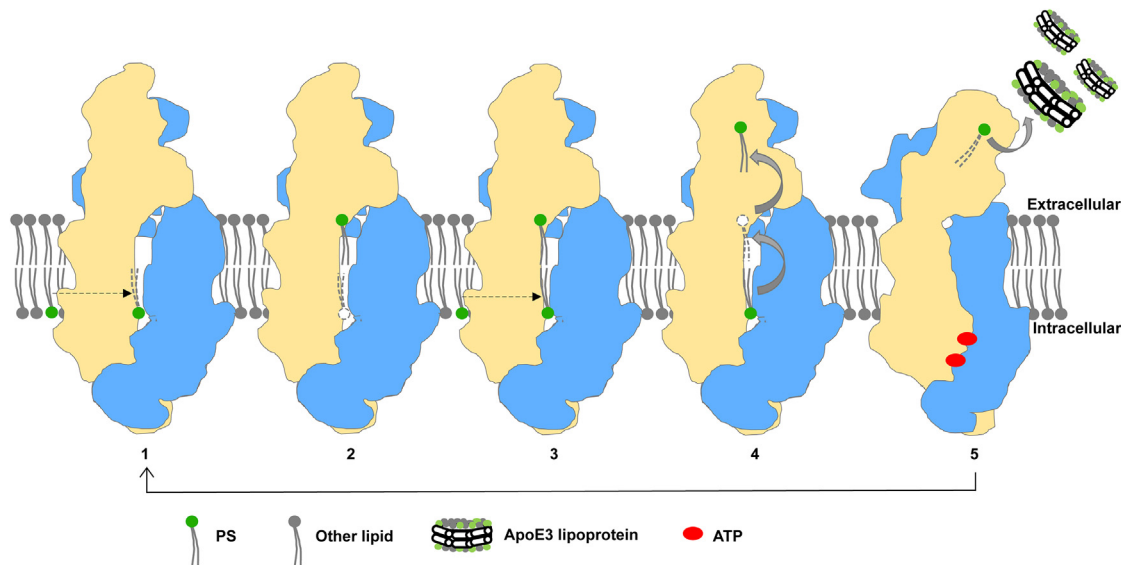 Extracellular
Intracellular
1 2 3 4 5
PS Other lipid ApoE3 lipoprotein ATP